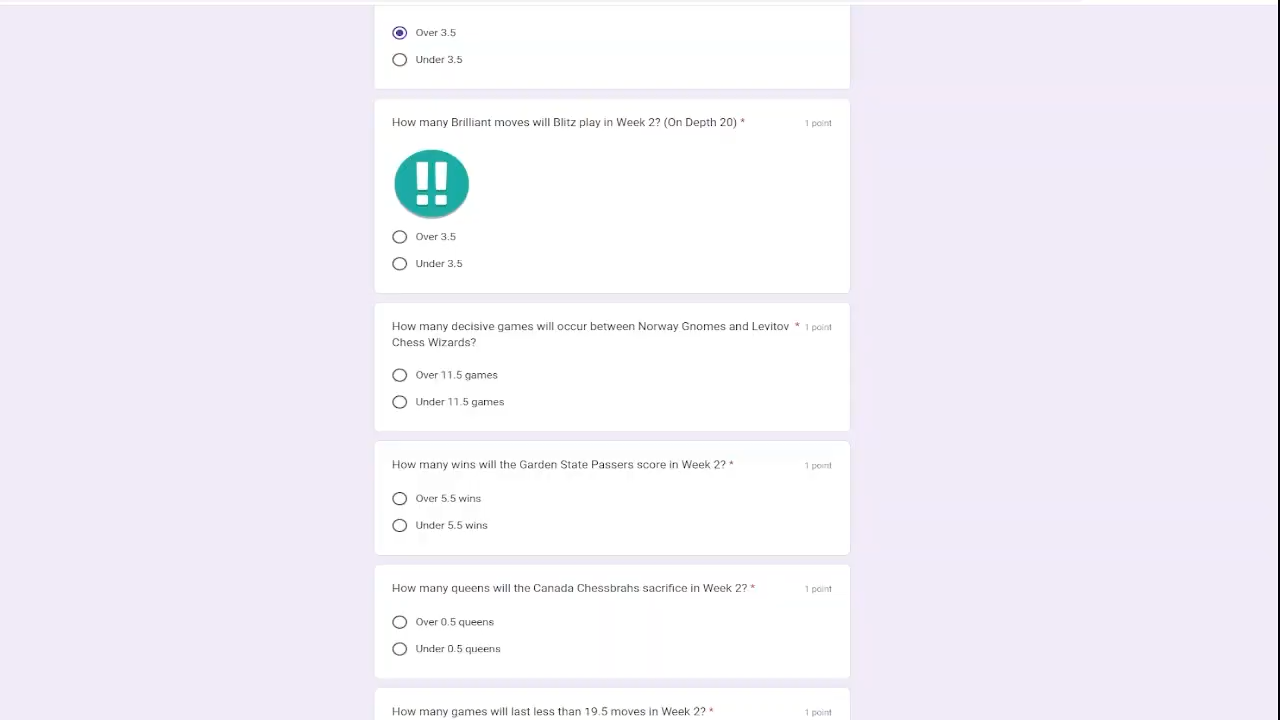 Over 3.5
Under 3.5
How many Brilliant moves will Blitz play in Week 2? (On Depth 20) * 1 point
!!
Over 3.5
Under 3.5
How many decisive games will occur between Norway Gnomes and Levitov * 1 point
Chess Wizards?
Over 11.5 games
Under 11.5 games
How many wins will the Garden State Passers score in Week 2? * 1 point
Over 5.5 wins
Under 5.5 wins
How many queens will the Canada Chessbrahs sacrifice in Week 2? * 1 point
Over 0.5 queens
Under 0.5 queens
How many games will last less than 19.5 moves in Week 2? * 1 point